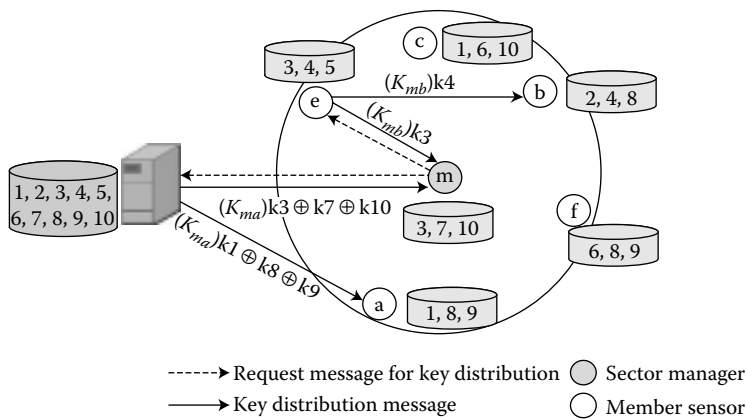 c
1, 6, 10
3, 4, 5
(K_mb)k4
e
b
2, 4, 8
(K_mb)k3
m
1, 2, 3, 4, 5,
6, 7, 8, 9, 10
(K_ma)k3 ⊕ k7 ⊕ k10
3, 7, 10
f
6, 8, 9
(K_ma)k1 ⊕ k8 ⊕ k9
a
1, 8, 9
Request message for key distribution
Sector manager
Key distribution message
Member sensor